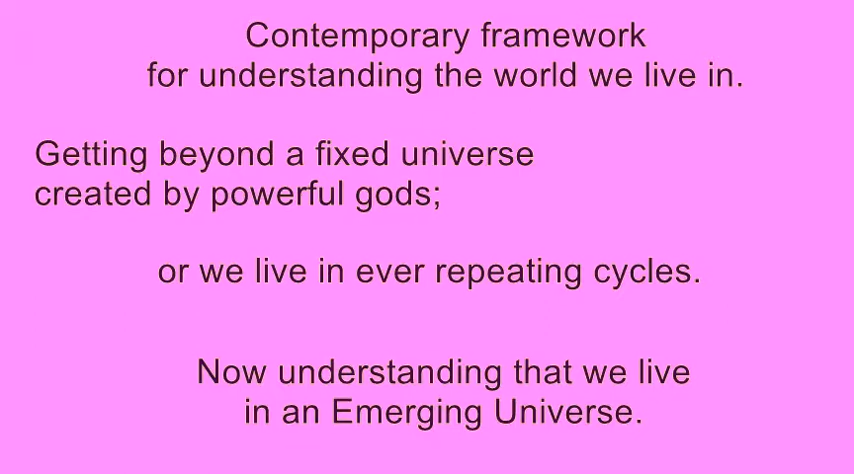 Contemporary framework
for understanding the world we live in.
Getting beyond a fixed universe
created by powerful gods;
or we live in ever repeating cycles.
Now understanding that we live
in an Emerging Universe.